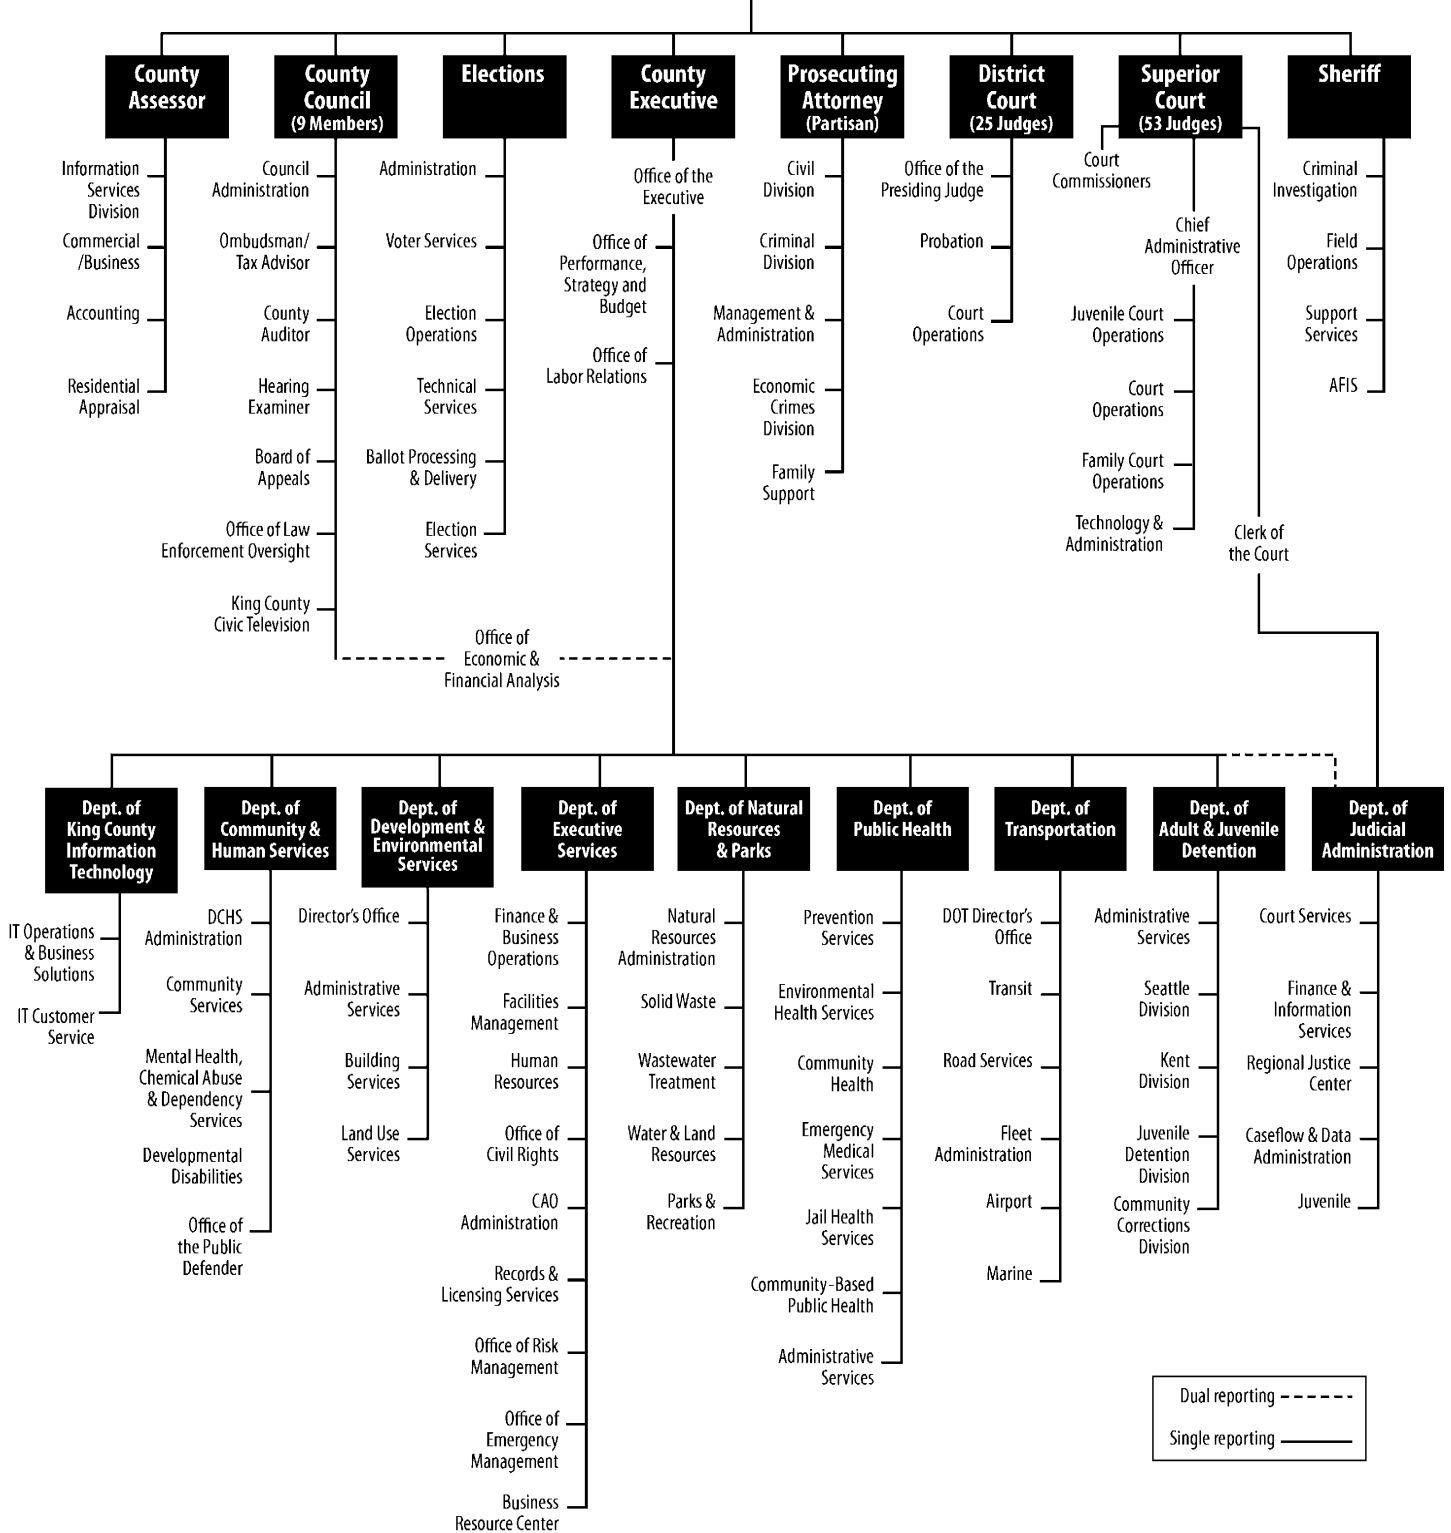 County
Assessor
County
Council
(9 Members)
Elections
County
Executive
Prosecuting
Attorney
(Partisan)
District
Court
(25 Judges)
Superior
Court
(53 Judges)
Sheriff
Information
Services
Division
Commercial
/Business
Accounting
Residential
Appraisal
Council
Administration
Ombudsman/
Tax Advisor
County
Auditor
Hearing
Examiner
Board of
Appeals
Office of Law
Enforcement Oversight
King County
Civic Television
Administration
Voter Services
Election
Operations
Technical
Services
Ballot Processing
& Delivery
Election
Services
Office of
Economic &
Financial Analysis
Office of the
Executive
Office of
Performance,
Strategy and
Budget
Office of
Labor Relations
Civil
Division
Criminal
Division
Management &
Administration
Economic
Crimes
Division
Family
Support
Office of the
Presiding Judge
Probation
Court
Operations
Court
Commissioners
Chief
Administrative
Officer
Juvenile Court
Operations
Court
Operations
Family Court
Operations
Technology &
Administration
Clerk of
the Court
Criminal
Investigation
Field
Operations
Support
Services
AFIS
Dept. of
King County
Information
Technology
Dept. of
Community &
Human Services
Dept. of
Development &
Environmental
Services
Dept. of
Executive
Services
Dept. of Natural
Resources
& Parks
Dept. of
Public Health
Dept. of
Transportation
Dept. of
Adult & Juvenile
Detention
Dept. of
Judicial
Administration
IT Operations
& Business
Solutions
IT Customer
Service
DCHS
Administration
Community
Services
Mental Health,
Chemical Abuse
& Dependency
Services
Developmental
Disabilities
Office of
the Public
Defender
Director's Office
Administrative
Services
Building
Services
Land Use
Services
Finance &
Business
Operations
Facilities
Management
Human
Resources
Office of
Civil Rights
CAO
Administration
Records &
Licensing Services
Office of Risk
Management
Office of
Emergency
Management
Business
Resource Center
Natural
Resources
Administration
Solid Waste
Wastewater
Treatment
Water & Land
Resources
Parks &
Recreation
Prevention
Services
Environmental
Health Services
Community
Health
Emergency
Medical
Services
Jail Health
Services
Community-Based
Public Health
Administrative
Services
DOT Director's
Office
Transit
Road Services
Fleet
Administration
Airport
Marine
Administrative
Services
Seattle
Division
Kent
Division
Juvenile
Detention
Division
Community
Corrections
Division
Court Services
Finance &
Information
Services
Regional Justice
Center
Caseflow & Data
Administration
Juvenile
Dual reporting
Single reporting